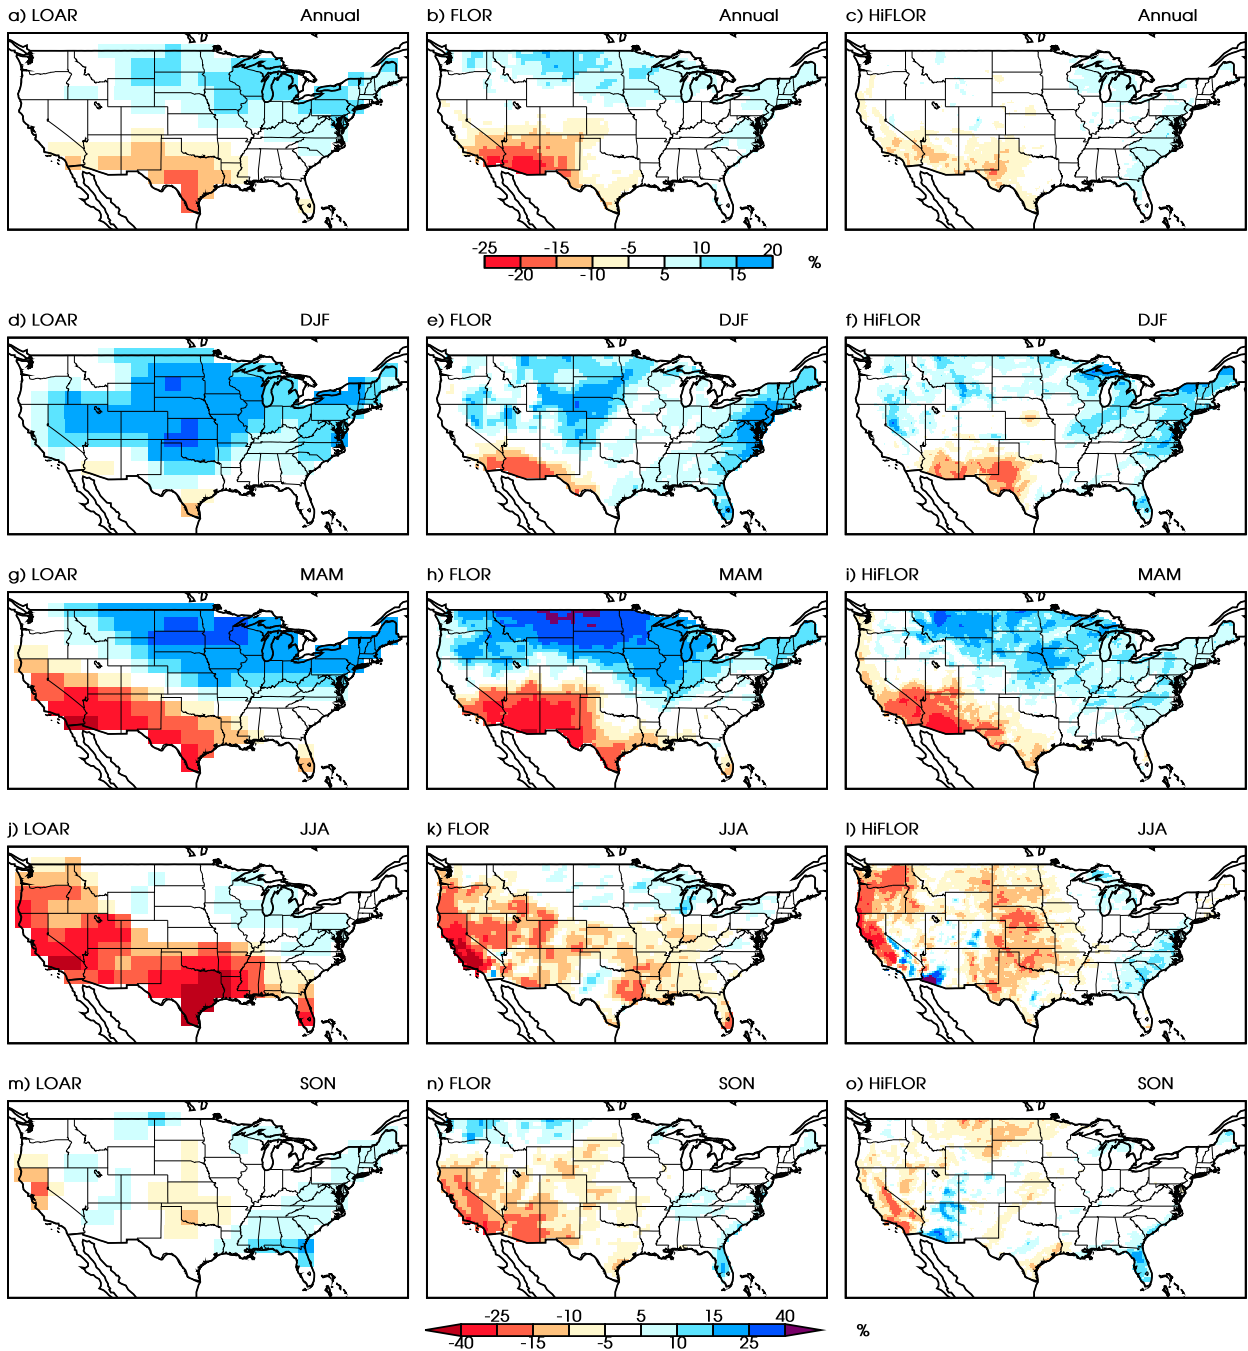 a) LOAR Annual b) FLOR Annual c) HiFLOR Annual
-25 -15 -5 10 20
-20 -10 5 15 %
d) LOAR DJF e) FLOR DJF f) HiFLOR DJF
g) LOAR MAM h) FLOR MAM i) HiFLOR MAM
j) LOAR JJA k) FLOR JJA l) HiFLOR JJA
m) LOAR SON n) FLOR SON o) HiFLOR SON
-25 -10 5 15 40
-40 -15 -5 10 25 %